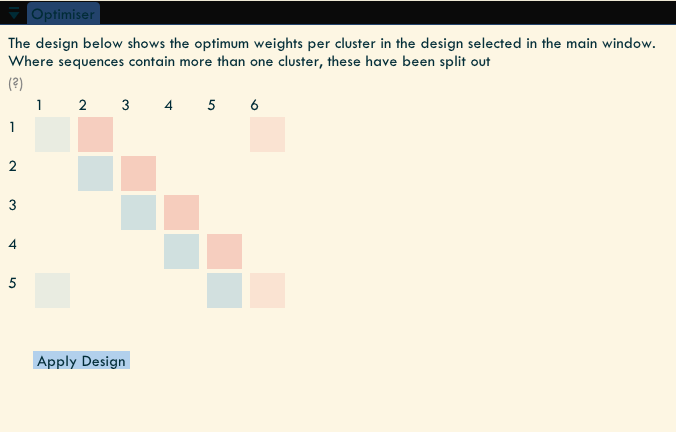 Optimiser
The design below shows the optimum weights per cluster in the design selected in the main window.
Where sequences contain more than one cluster, these have been split out
(?)
1 2 3 4 5 6
1
2
3
4
5
Apply Design